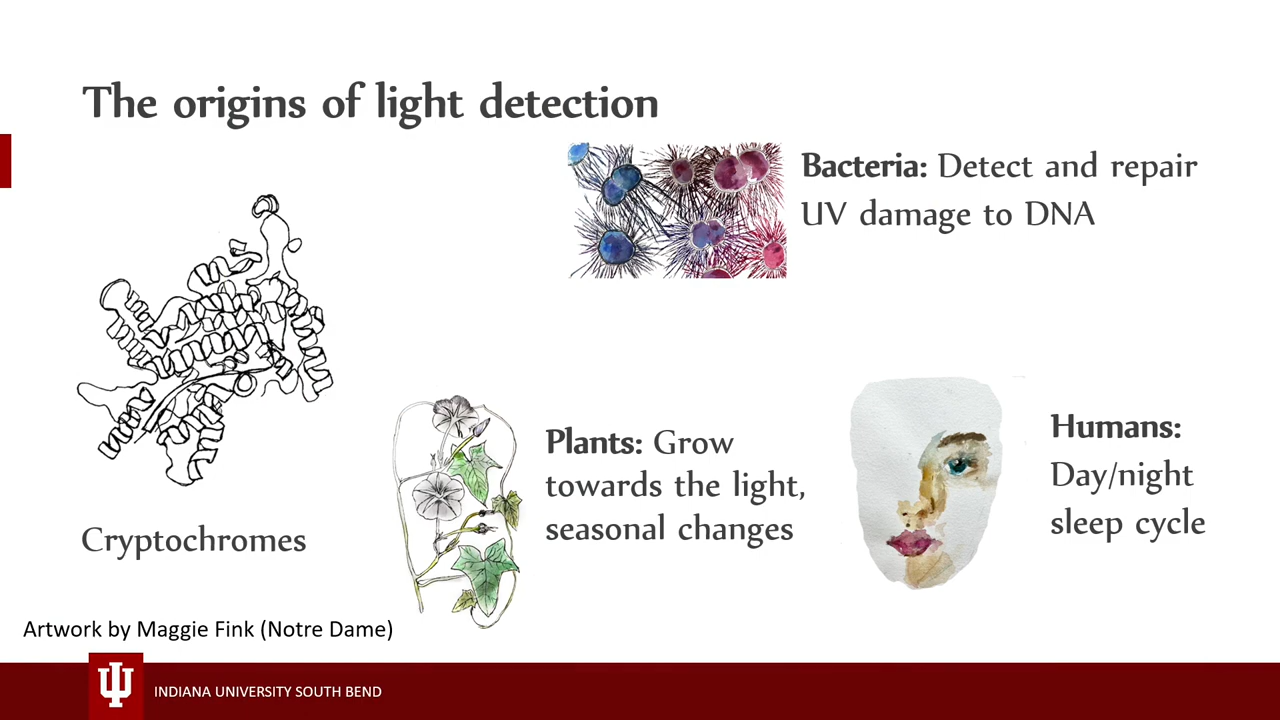 The origins of light detection
Bacteria: Detect and repair
UV damage to DNA
Plants: Grow
towards the light,
seasonal changes
Humans:
Day/night
sleep cycle
Cryptochromes
Artwork by Maggie Fink (Notre Dame)
INDIANA UNIVERSITY SOUTH BEND